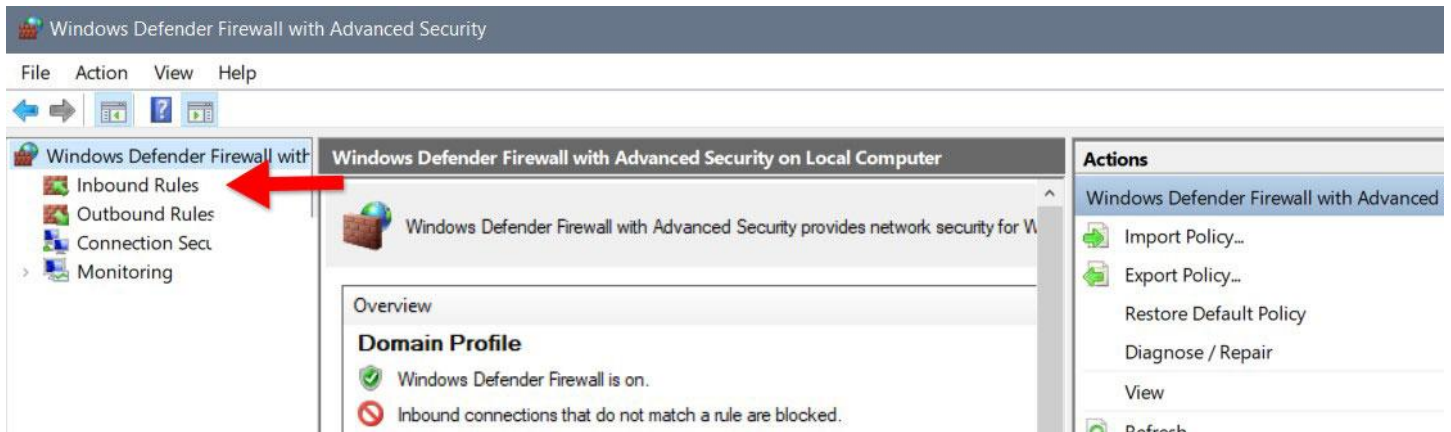 Windows Defender Firewall with Advanced Security
File Action View Help
Windows Defender Firewall with
Inbound Rules
Outbound Rules
Connection Secu
Monitoring
Windows Defender Firewall with Advanced Security on Local Computer
Windows Defender Firewall with Advanced Security provides network security for W
Overview
Domain Profile
Windows Defender Firewall is on.
Inbound connections that do not match a rule are blocked.
Actions
Windows Defender Firewall with Advanced
Import Policy...
Export Policy...
Restore Default Policy
Diagnose / Repair
View
Refresh